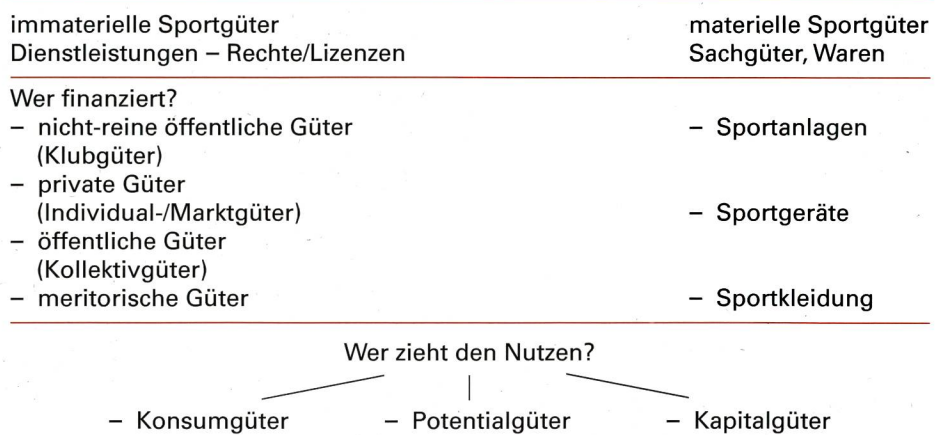 immaterielle Sportgüter
Dienstleistungen – Rechte/Lizenzen
materielle Sportgüter
Sachgüter, Waren
Wer finanziert?
– nicht-reine öffentliche Güter
(Klubgüter)
– private Güter
(Individual-/Marktgüter)
– öffentliche Güter
(Kollektivgüter)
– meritorische Güter
– Sportanlagen
– Sportgeräte
– Sportkleidung
Wer zieht den Nutzen?
– Konsumgüter – Potentialgüter – Kapitalgüter